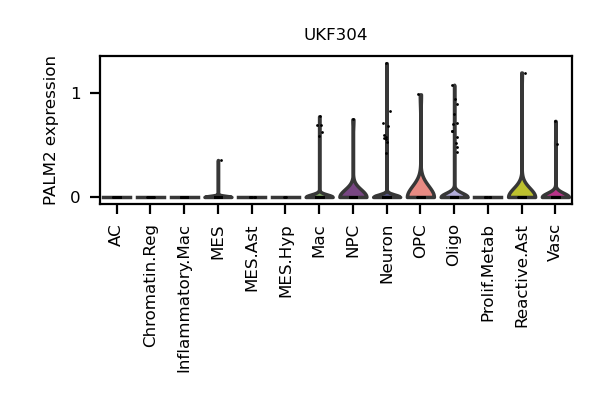 UKF304
PALM2 expression
1
0
AC
Chromatin.Reg
Inflammatory.Mac
MES
MES.Ast
MES.Hyp
Mac
NPC
Neuron
OPC
Oligo
Prolif.Metab
Reactive.Ast
Vasc